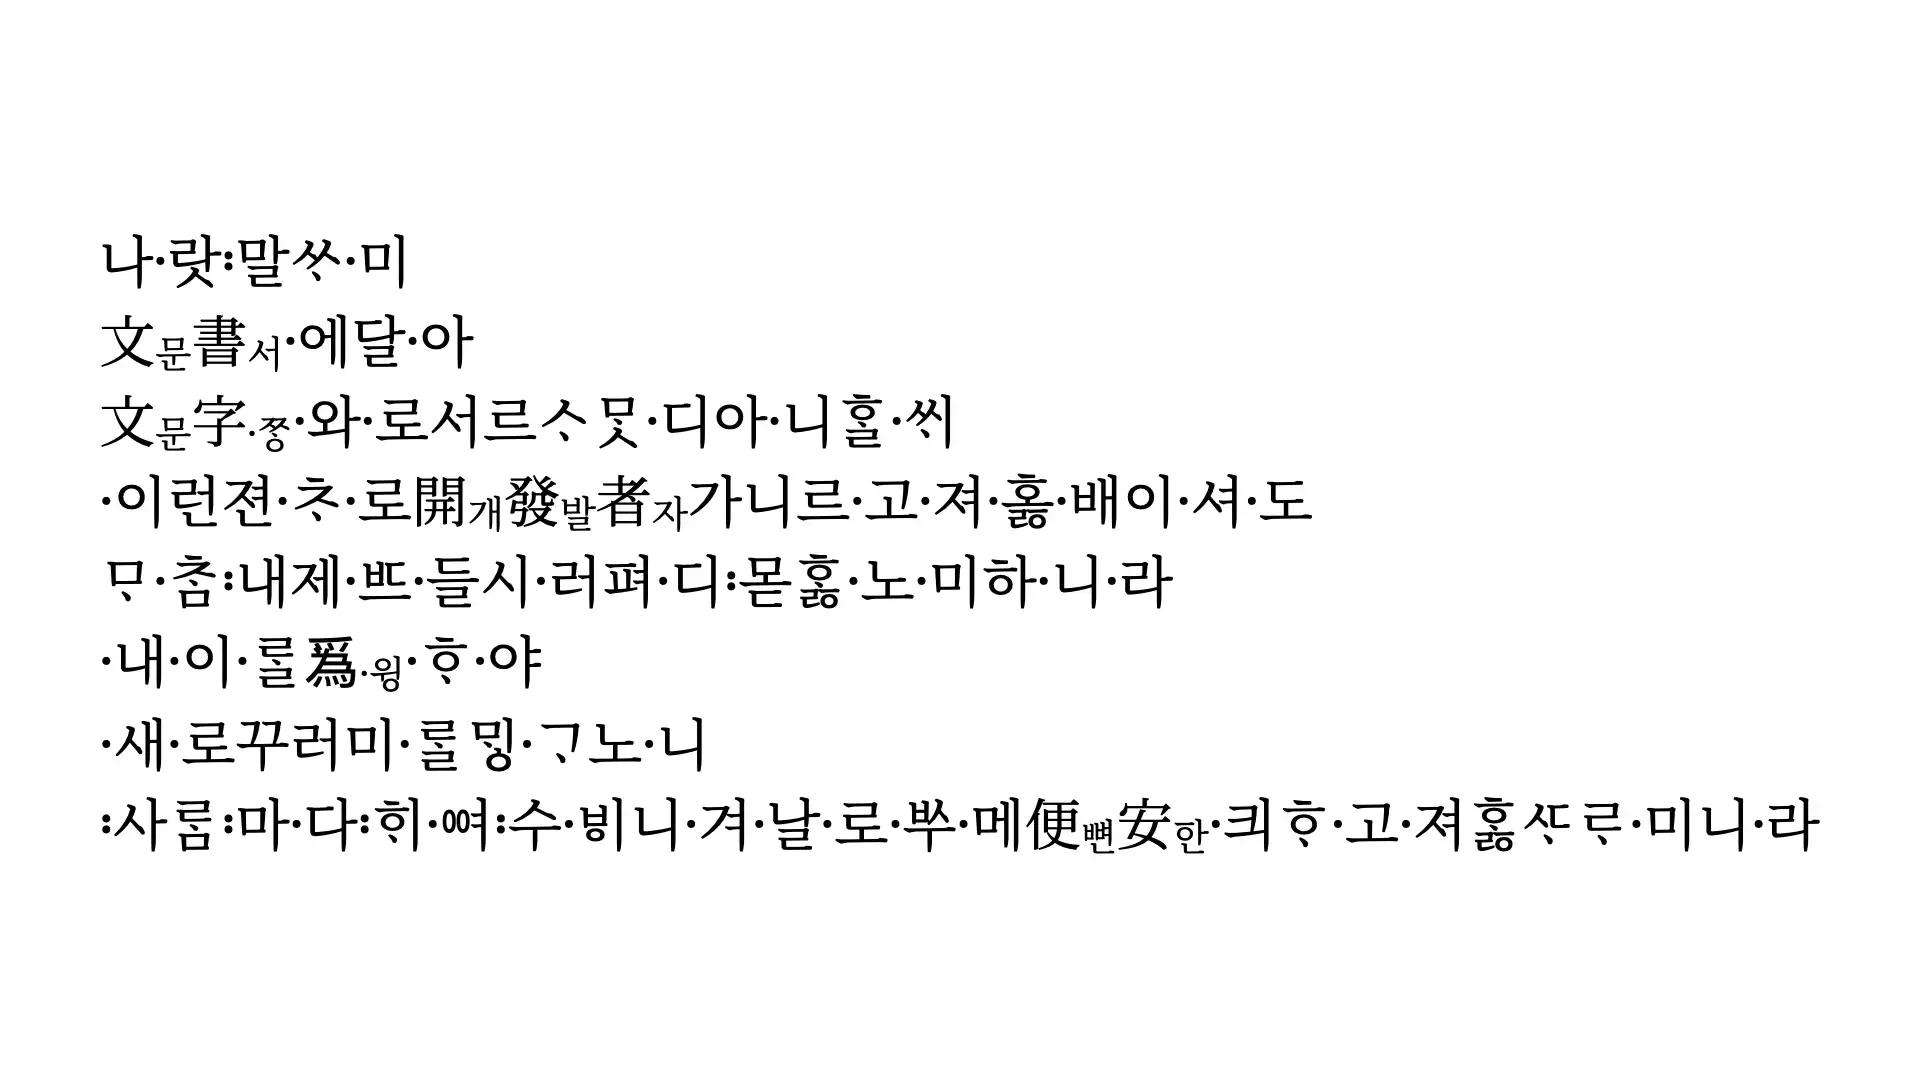 나·랏:말ᄊᆞ·미
文문書서·에달·아
文문字·ᄍᆞᆼ·와·로서르ᄉᆞᄆᆞᆺ·디아·니ᄒᆞᆯ·ᄊᆡ
·이런젼·ᄎᆞ·로開개發발者자가니르·고·져·홇·배이·셔·도
ᄆᆞ·ᄎᆞᆷ:내제·ᄠᅳ·들시·러펴·디:몯ᄒᆞᇙ·노·미하·니·라
·내·이·ᄅᆞᆯ爲·윙·ᄒᆞ·야
·새·로꾸러미·ᄅᆞᆯᄆᆡᇰ·ᄀᆞ노·니
:사ᄅᆞᆷ:마·다:ᄒᆡ·ᅇᅧ:수·ᄫᅵ니·겨·날·로·ᄡᅮ·메便뼌安한·킈ᄒᆞ·고·져ᄒᆞᇙᄯᆞᄅᆞ·미니·라